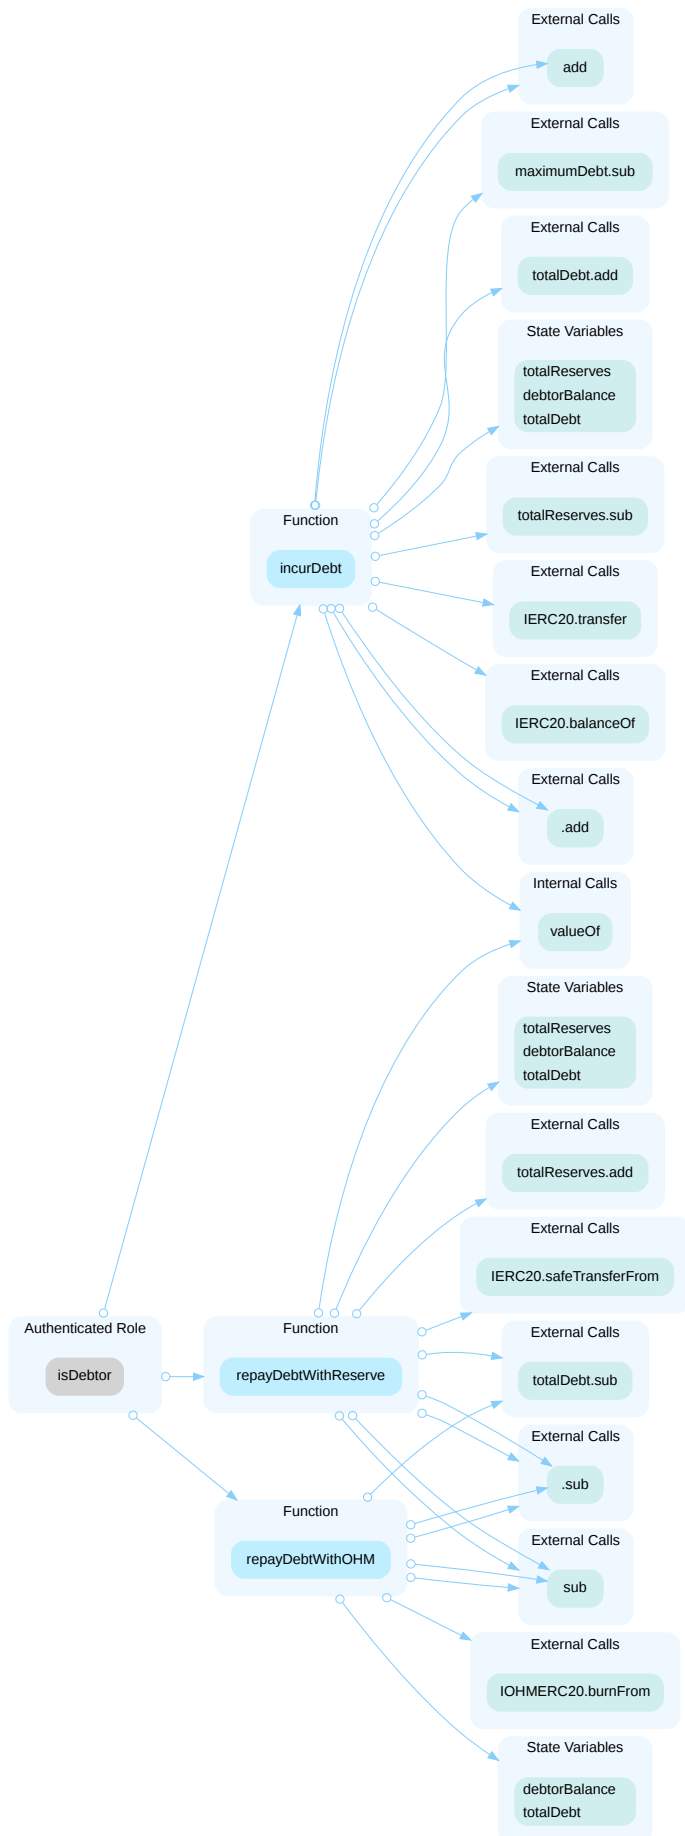 External Calls
add
External Calls
maximumDebt.sub
External Calls
totalDebt.add
State Variables
totalReserves
debtorBalance
totalDebt
External Calls
totalReserves.sub
Function
incurDebt
External Calls
IERC20.transfer
External Calls
IERC20.balanceOf
External Calls
.add
Internal Calls
valueOf
State Variables
totalReserves
debtorBalance
totalDebt
External Calls
totalReserves.add
External Calls
IERC20.safeTransferFrom
Authenticated Role
isDebtor
Function
repayDebtWithReserve
External Calls
totalDebt.sub
External Calls
.sub
Function
repayDebtWithOHM
External Calls
sub
External Calls
IOHMERC20.burnFrom
State Variables
debtorBalance
totalDebt